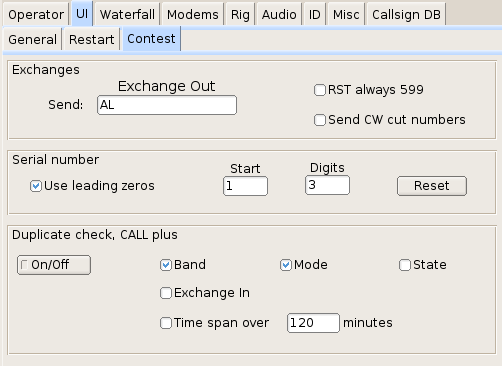 Operator UI Waterfall Modems Rig Audio ID Misc Callsign DB
General Restart Contest
Exchanges
Exchange Out
Send: AL
RST always 599
Send CW cut numbers
Serial number
Start Digits
Use leading zeros 1 3 Reset
Duplicate check, CALL plus
On/Off Band Mode State
Exchange In
Time span over 120 minutes